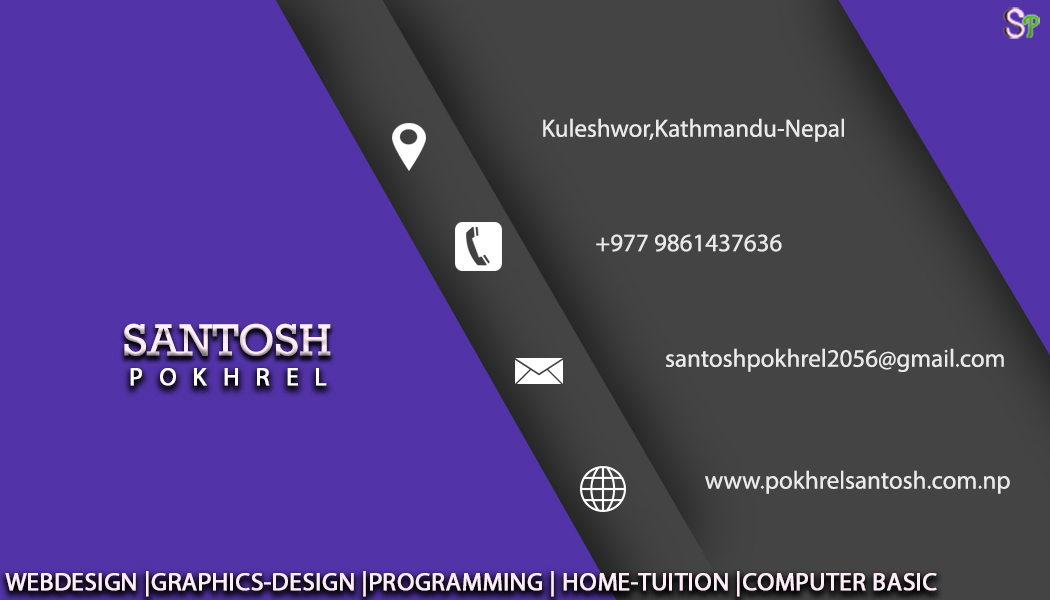 SP
Kuleshwor,Kathmandu-Nepal
+977 9861437636
SANTOSH
POKHREL
santoshpokhrel2056@gmail.com
www.pokhrelsantosh.com.np
WEBDESIGN |GRAPHICS-DESIGN |PROGRAMMING | HOME-TUITION |COMPUTER BASIC